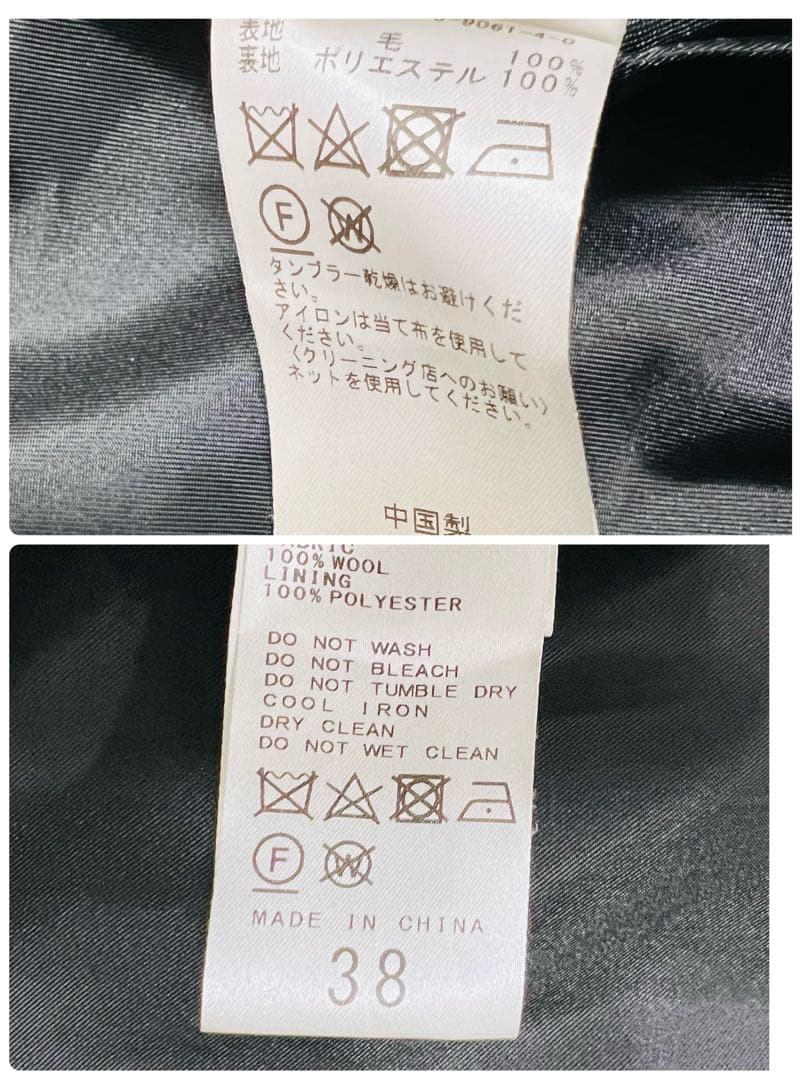 表地 毛 100%
裏地 ポリエステル 100%
F
W
タンブラー乾燥はお避けくだ
さい。
アイロンは当て布を使用して
ください。
〈クリーニング店へのお願い〉
ネットを使用してください。
中国製
FABRIC
100% WOOL
LINING
100% POLYESTER
DO NOT WASH
DO NOT BLEACH
DO NOT TUMBLE DRY
COOL IRON
DRY CLEAN
DO NOT WET CLEAN
F
W
MADE IN CHINA
38